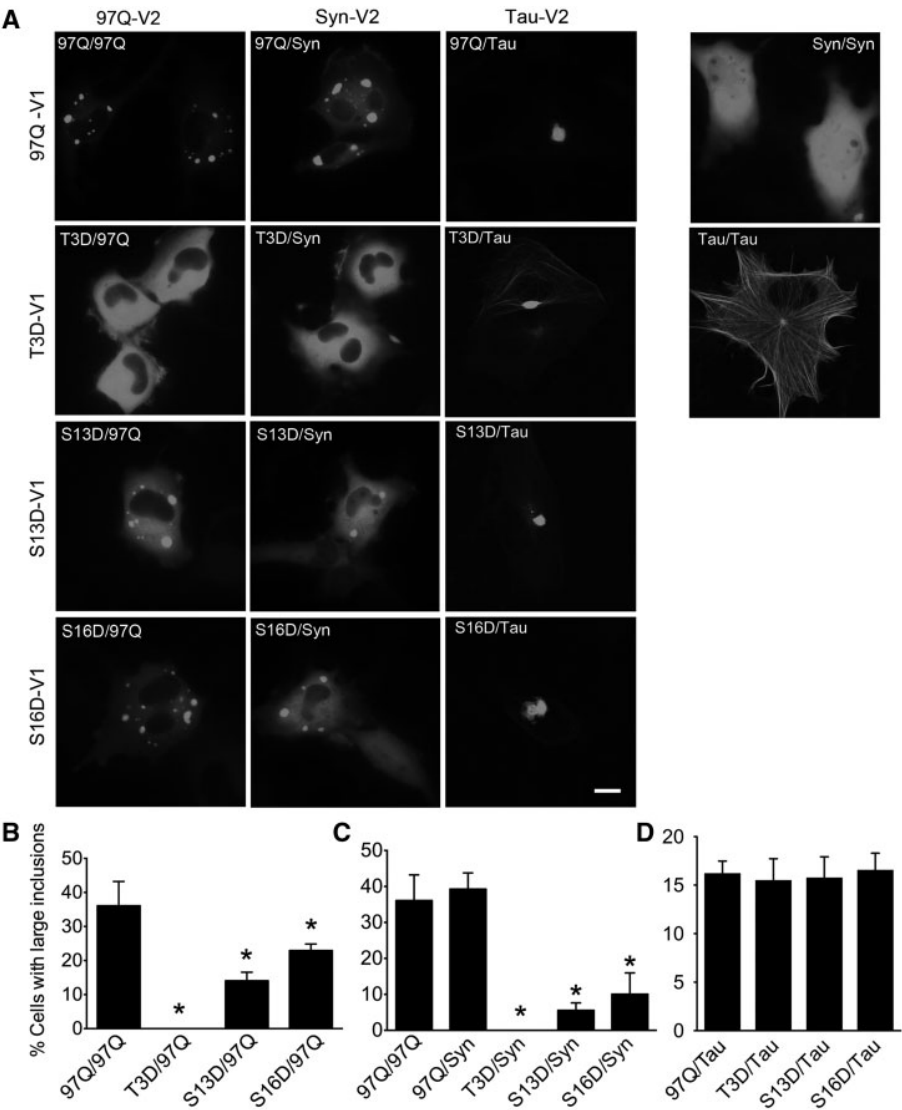 A
97Q-V2
Syn-V2
Tau-V2
97Q -V1
97Q/97Q
97Q/Syn
97Q/Tau
Syn/Syn
T3D-V1
T3D/97Q
T3D/Syn
T3D/Tau
Tau/Tau
S13D-V1
S13D/97Q
S13D/Syn
S13D/Tau
S16D-V1
S16D/97Q
S16D/Syn
S16D/Tau
B
% Cells with large inclusions
50
40
30
20
10
0
*
*
*
97Q/97Q
T3D/97Q
S13D/97Q
S16D/97Q
C
50
40
30
20
10
0
*
*
*
97Q/97Q
97Q/Syn
T3D/Syn
S13D/Syn
S16D/Syn
D
20
15
10
5
0
97Q/Tau
T3D/Tau
S13D/Tau
S16D/Tau